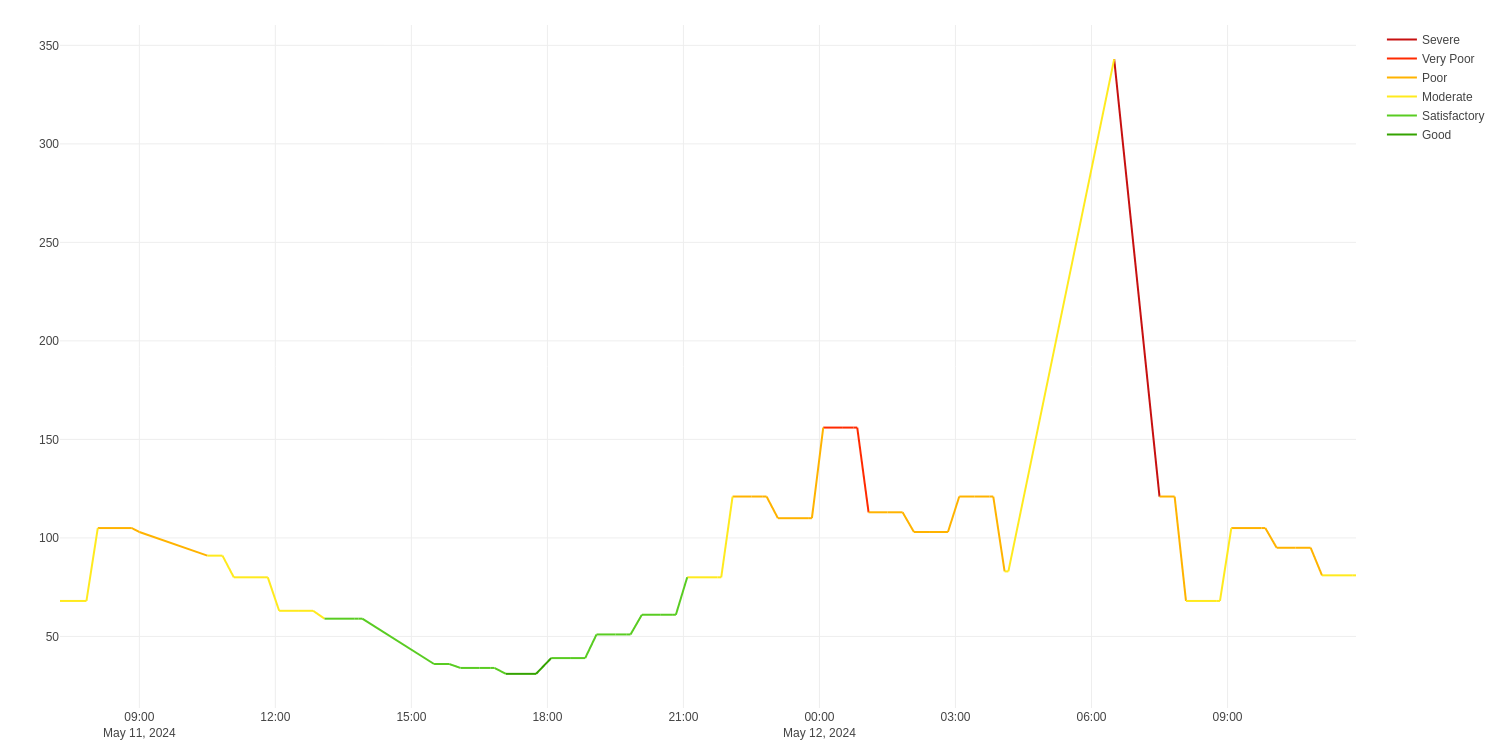 350
300
250
200
150
100
50
09:00
May 11, 2024
12:00
15:00
18:00
21:00
00:00
May 12, 2024
03:00
06:00
09:00
Severe
Very Poor
Poor
Moderate
Satisfactory
Good